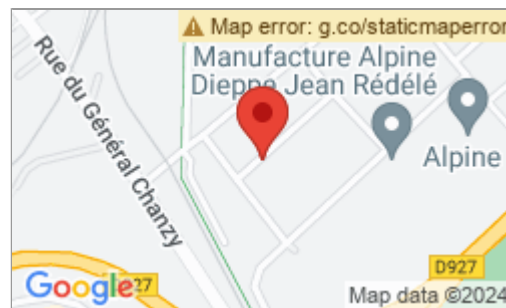 Map error: g.co/staticmaperror
Rue du Général Chanzy
Manufacture Alpine
Dieppe Jean Rédélé
Alpine
D927
Google
27
Map data ©2024